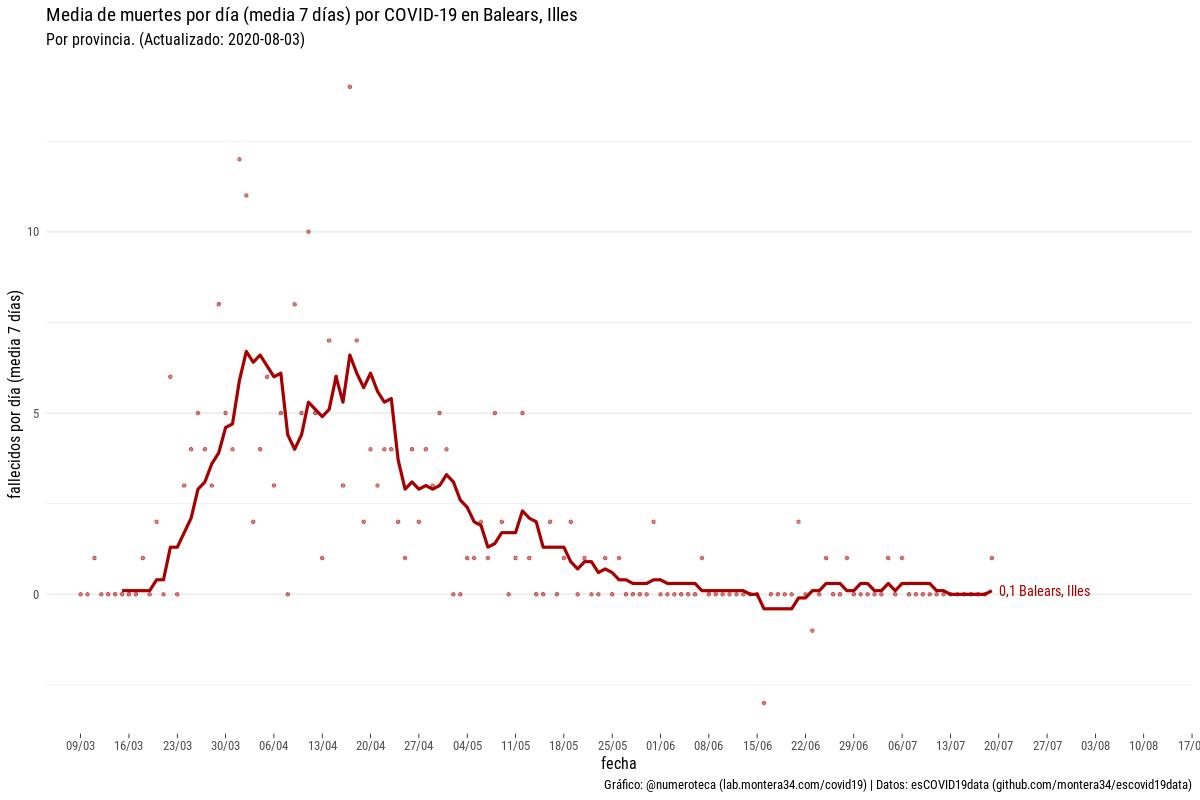 Media de muertes por día (media 7 días) por COVID-19 en Balears, Illes
Por provincia. (Actualizado: 2020-08-03)
fallecidos por día (media 7 días)
10
5
0
0,1 Balears, Illes
09/03 16/03 23/03 30/03 06/04 13/04 20/04 27/04 04/05 11/05 18/05 25/05 01/06 08/06 15/06 22/06 29/06 06/07 13/07 20/07 27/07 03/08 10/08 17/0
fecha
Gráfico: @numeroteca (lab.montera34.com/covid19) | Datos: esCOVID19data (github.com/montera34/escovid19data)